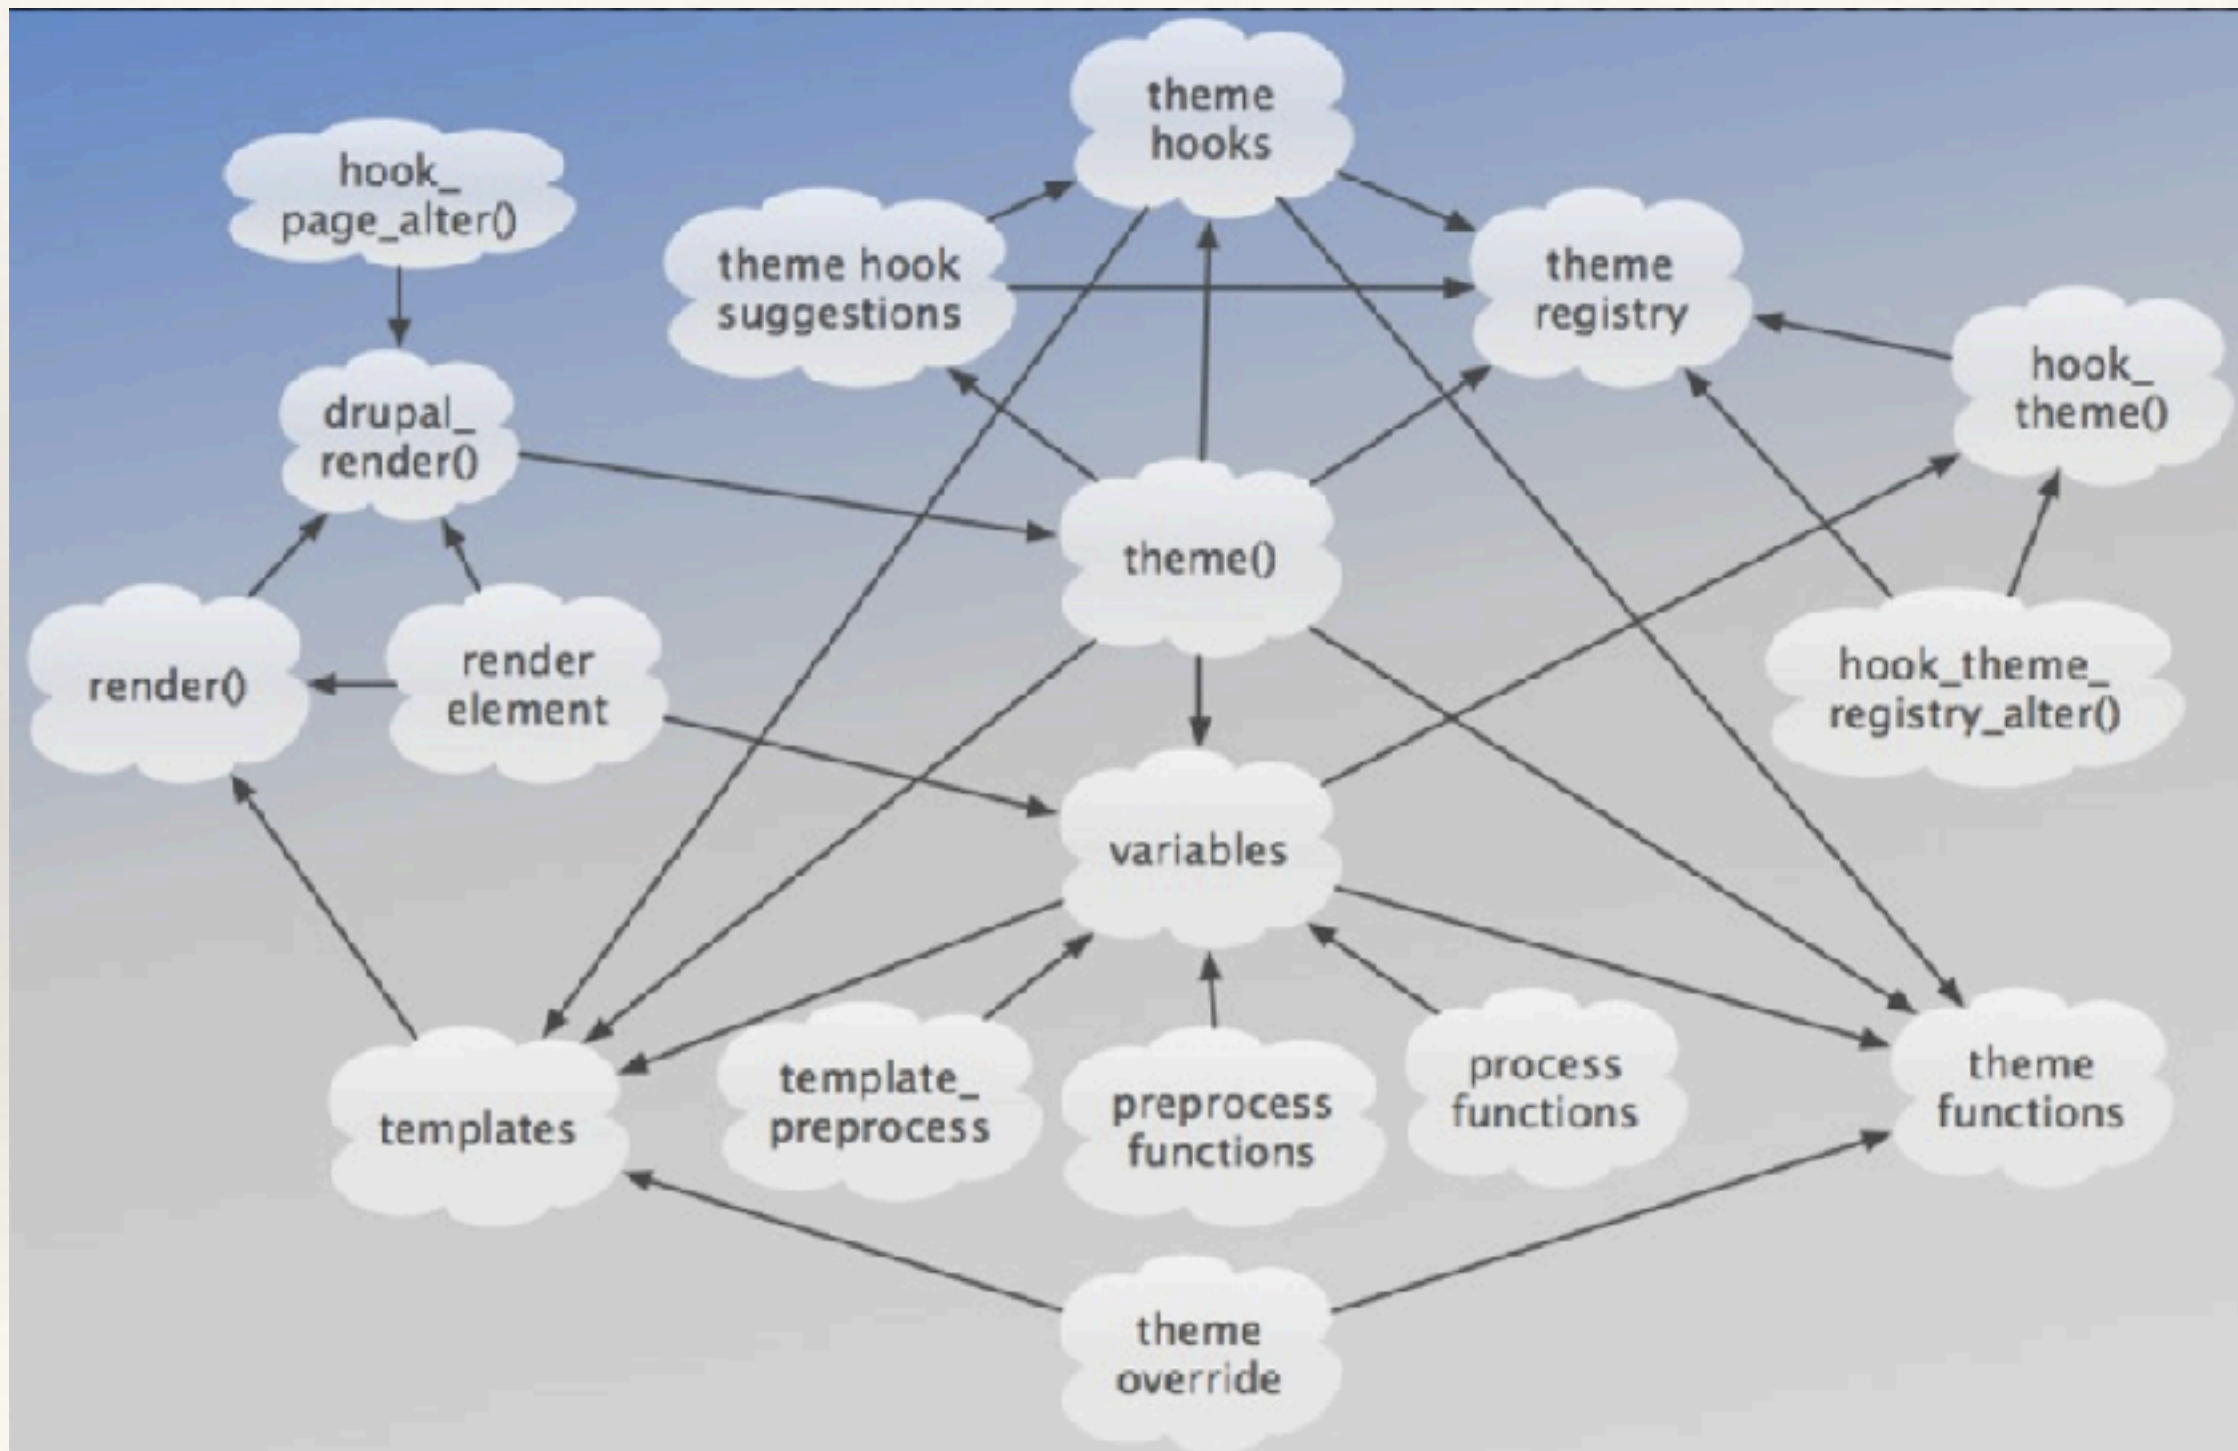 theme
hooks
hook_
page_alter()
theme hook
suggestions
theme
registry
hook_
theme()
drupal_
render()
theme()
render()
render
element
hook_theme_
registry_alter()
variables
templates
template_
preprocess
preprocess
functions
process
functions
theme
functions
theme
override